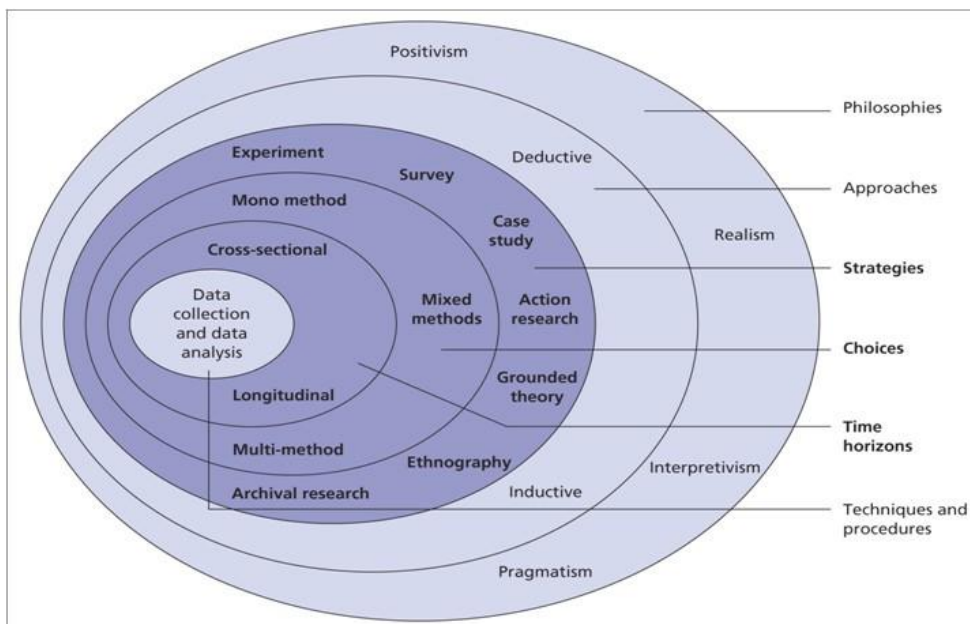 Positivism
Philosophies
Experiment
Deductive
Survey
Approaches
Mono method
Case
study
Realism
Cross-sectional
Strategies
Data
collection
and data
analysis
Mixed
methods
Action
research
Choices
Longitudinal
Grounded
theory
Time
horizons
Multi-method
Ethnography
Interpretivism
Archival research
Inductive
Techniques and
procedures
Pragmatism